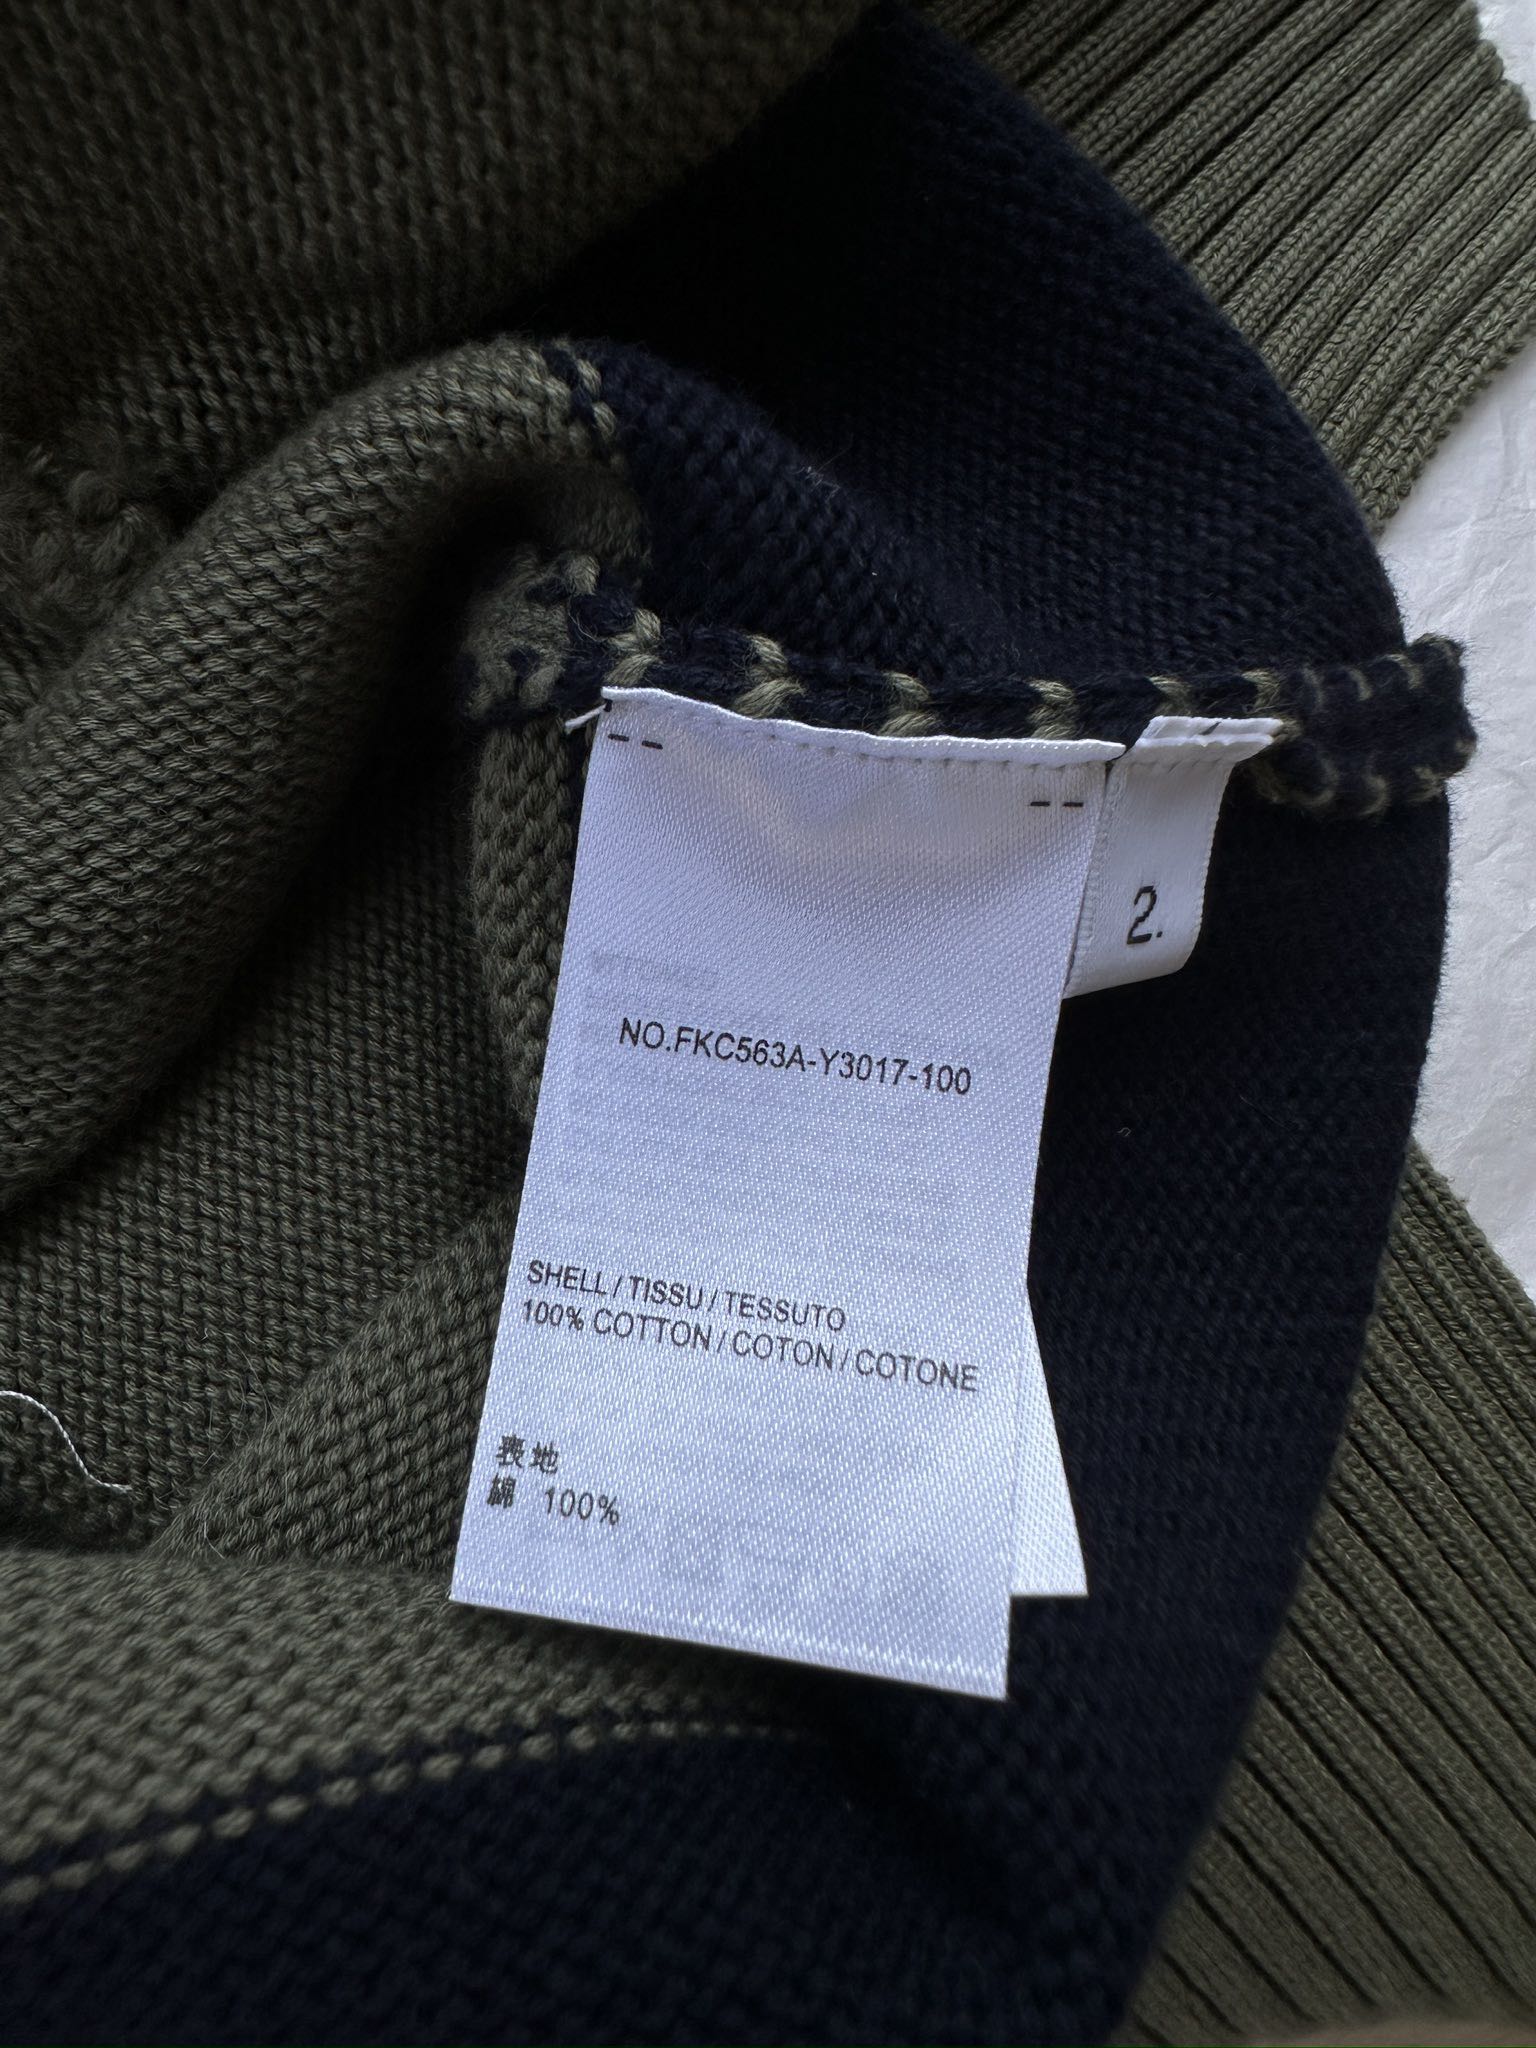 2.
NO.FKC563A-Y3017-100
SHELL / TISSU / TESSUTO
100% COTTON / COTON / COTONE
表地
綿 100%